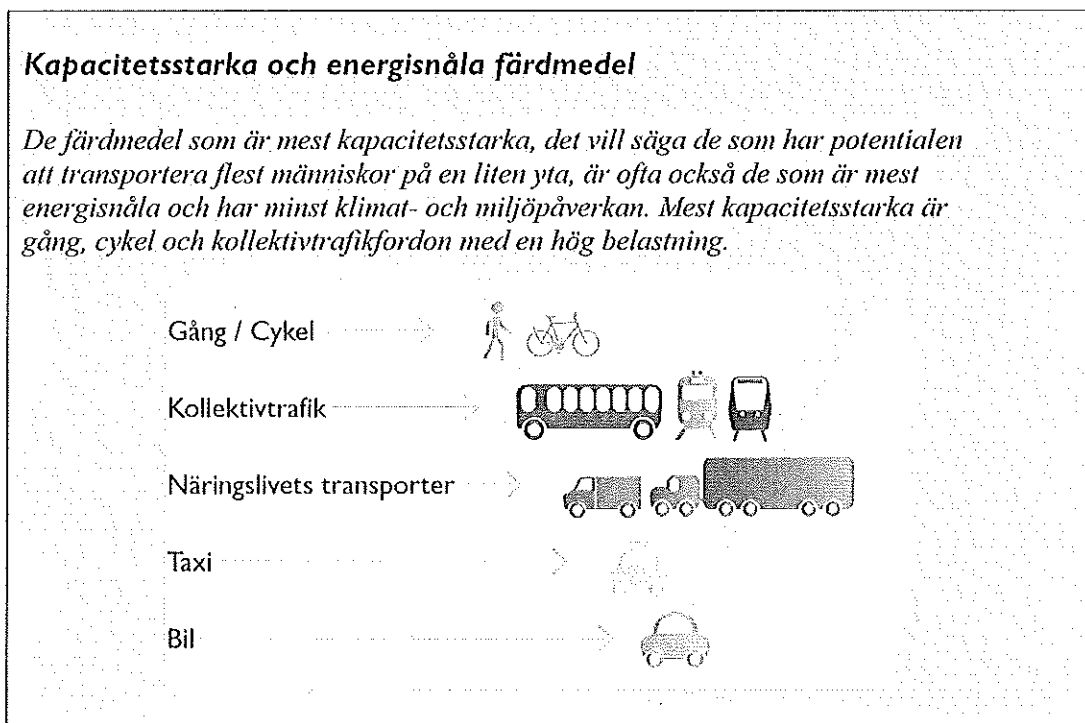 Kapacitetsstarka och energisnåla färdmedel
De färdmedel som är mest kapacitetsstarka, det vill säga de som har potentialen
att transportera flest människor på en liten yta, är ofta också de som är mest
energisnåla och har minst klimat- och miljöpåverkan. Mest kapacitetsstarka är
gång, cykel och kollektivtrafikfordon med en hög belastning.
Gång / Cykel
Kollektivtrafik
Näringslivets transporter
Taxi
Bil